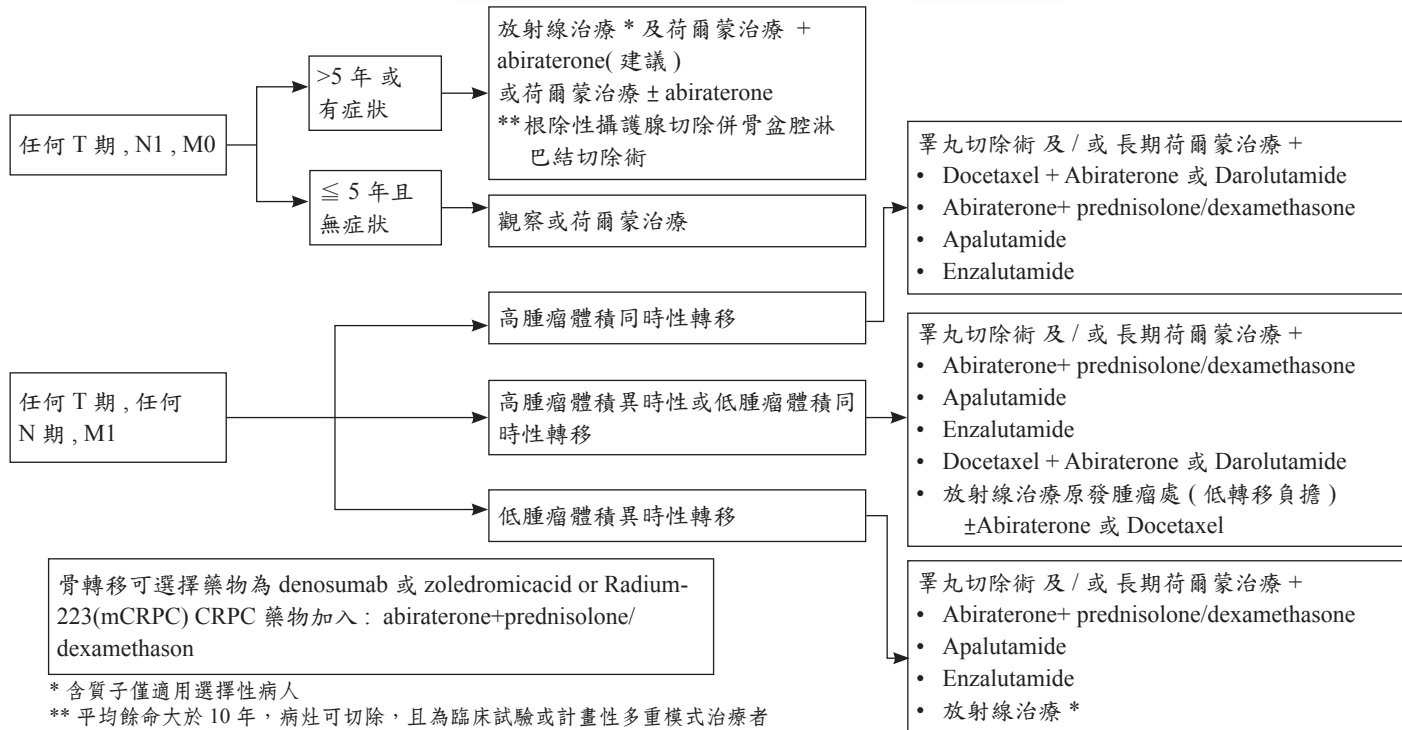 任何 T 期 , N1 , M0
>5 年 或
有症狀
放射線治療 * 及荷爾蒙治療 +
abiraterone( 建議 )
或荷爾蒙治療 ± abiraterone
** 根除性攝護腺切除併骨盆腔淋
巴結切除術
≦ 5 年且
無症狀
觀察或荷爾蒙治療
任何 T 期 , 任何
N 期 , M1
高腫瘤體積同時性轉移
睪丸切除術 及 / 或 長期荷爾蒙治療 +
• Docetaxel + Abiraterone 或 Darolutamide
• Abiraterone+ prednisolone/dexamethasone
• Apalutamide
• Enzalutamide
高腫瘤體積異時性或低腫瘤體積同
時性轉移
睪丸切除術 及 / 或 長期荷爾蒙治療 +
• Abiraterone+ prednisolone/dexamethasone
• Apalutamide
• Enzalutamide
• Docetaxel + Abiraterone 或 Darolutamide
• 放射線治療原發腫瘤處 ( 低轉移負擔 )
±Abiraterone 或 Docetaxel
低腫瘤體積異時性轉移
睪丸切除術 及 / 或 長期荷爾蒙治療 +
• Abiraterone+ prednisolone/dexamethasone
• Apalutamide
• Enzalutamide
• 放射線治療 *
骨轉移可選擇藥物為 denosumab 或 zoledromicacid or Radium-
223(mCRPC) CRPC 藥物加入 : abiraterone+prednisolone/
dexamethason
* 含質子僅適用選擇性病人
** 平均餘命大於 10 年，病灶可切除，且為臨床試驗或計畫性多重模式治療者